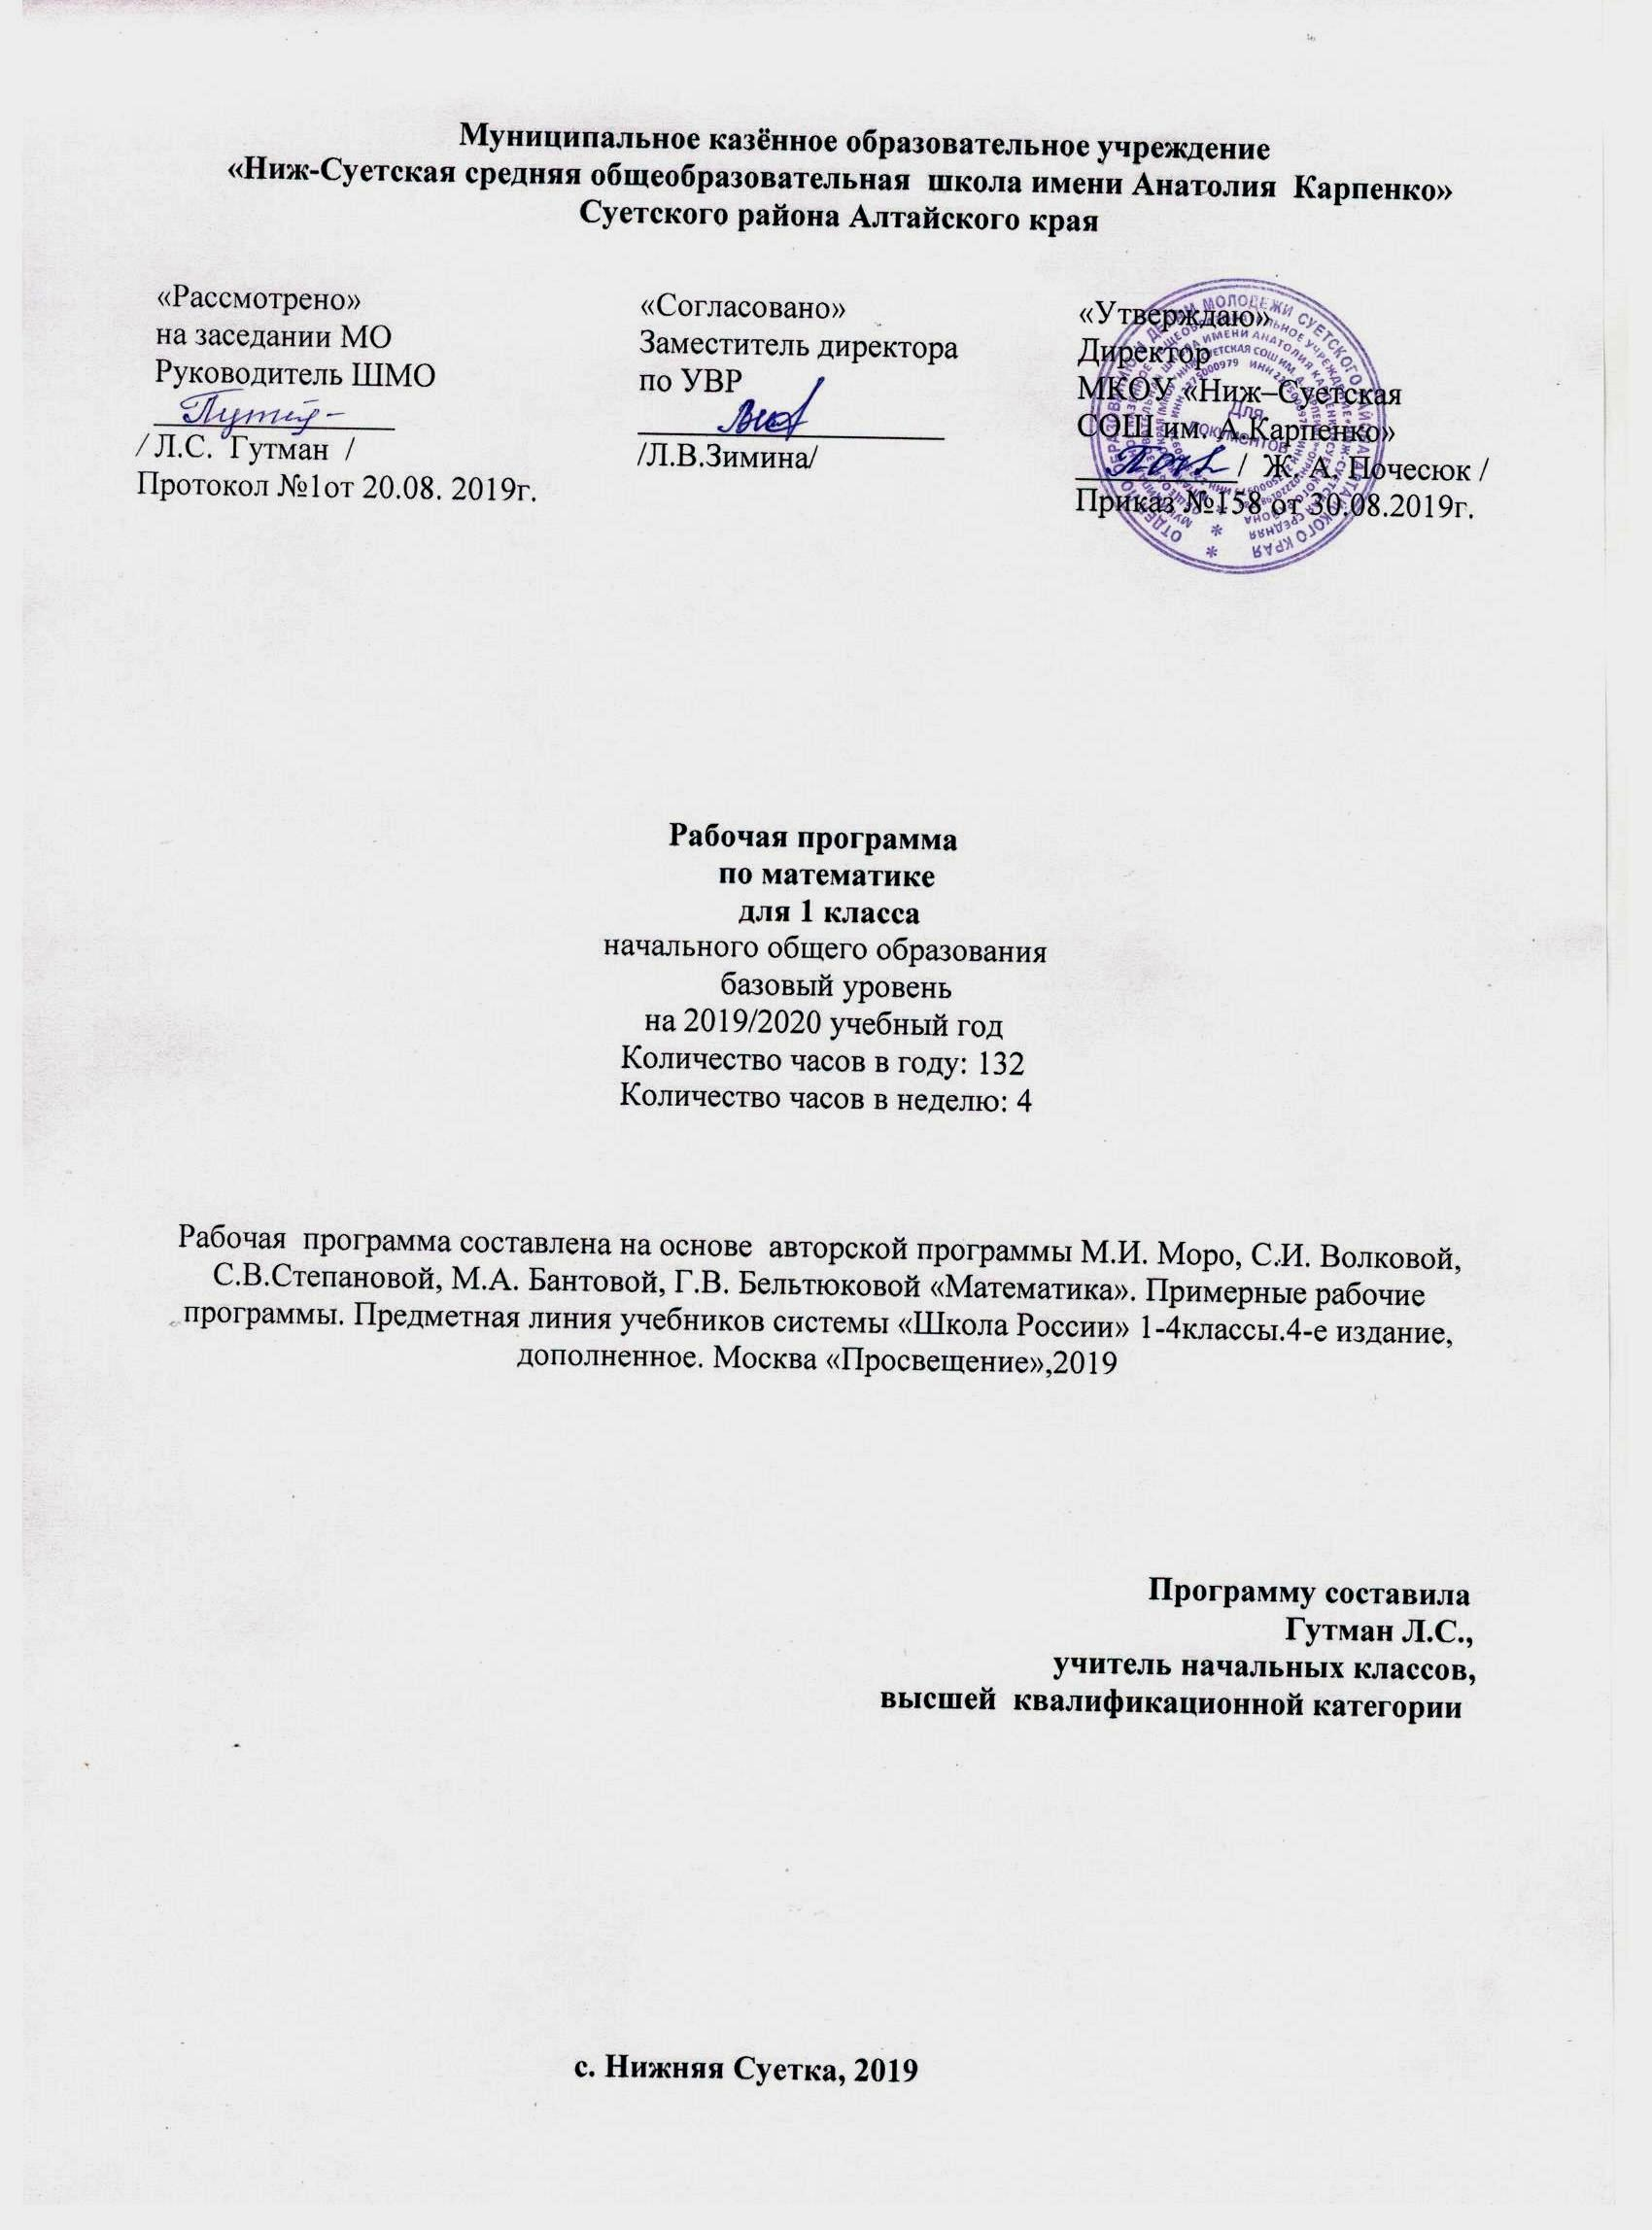 Муниципальное казённое образовательное учреждение
«Ниж-Суетская средняя общеобразовательная школа имени Анатолия Карпенко»
Суетского района Алтайского края
«Рассмотрено»
на заседании МО
Руководитель ШМО
/ Л.С. Гутман /
Протокол №1от 20.08. 2019г.
«Согласовано»
Заместитель директора
по УВР
/Л.В.Зимина/
«Утверждаю»
Директор
МКОУ «Ниж–Суетская
СОШ им. А.Карпенко»
/ Ж. А. Почесюк /
Приказ №158 от 30.08.2019г.
Для
документов
Рабочая программа
по математике
для 1 класса
начального общего образования
базовый уровень
на 2019/2020 учебный год
Количество часов в году: 132
Количество часов в неделю: 4
Рабочая программа составлена на основе авторской программы М.И. Моро, С.И. Волковой,
С.В.Степановой, М.А. Бантовой, Г.В. Бельтюковой «Математика». Примерные рабочие
программы. Предметная линия учебников системы «Школа России» 1-4классы.4-е издание,
дополненное. Москва «Просвещение»,2019
Программу составила
Гутман Л.С.,
учитель начальных классов,
высшей квалификационной категории
с. Нижняя Суетка, 2019